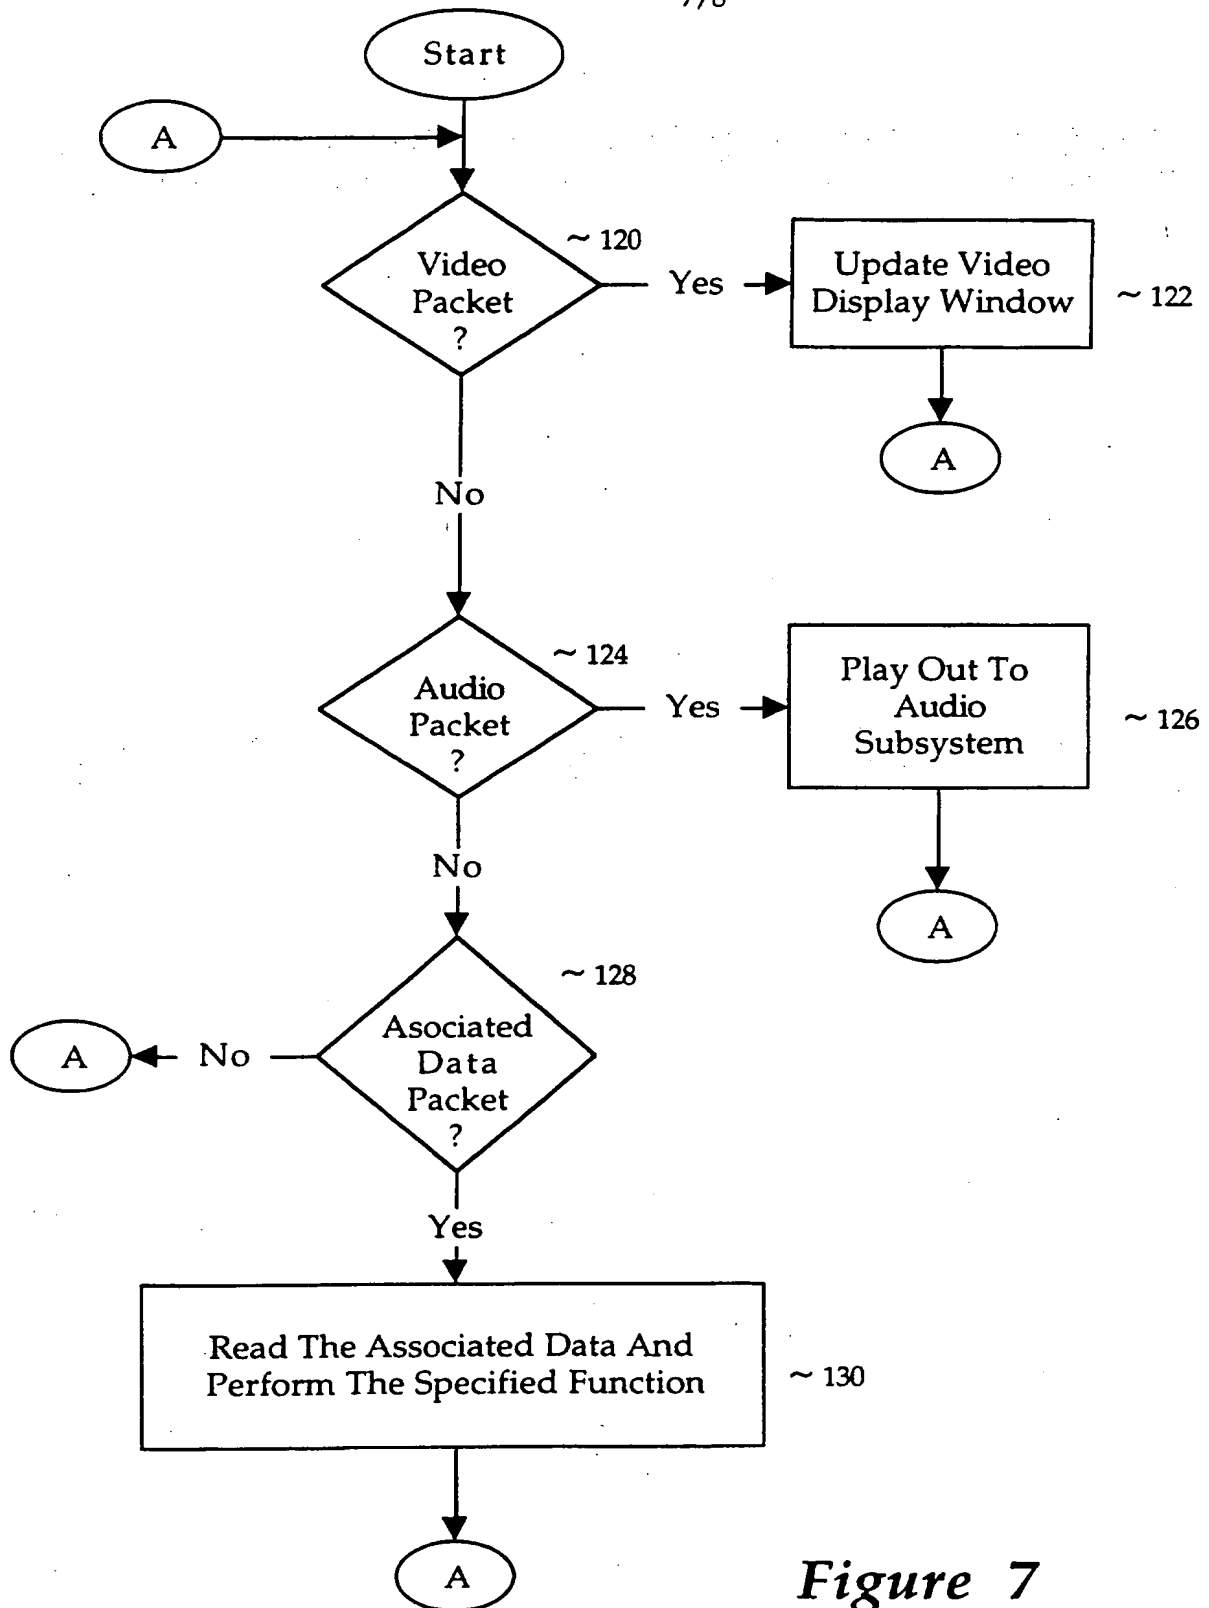 Start
A
Video
Packet
?
~ 120
Yes
Update Video
Display Window
~ 122
A
No
Audio
Packet
?
~ 124
Yes
Play Out To
Audio
Subsystem
~ 126
A
No
Asociated
Data
Packet
?
~ 128
No
A
Yes
Read The Associated Data And
Perform The Specified Function
~ 130
A
Figure 7